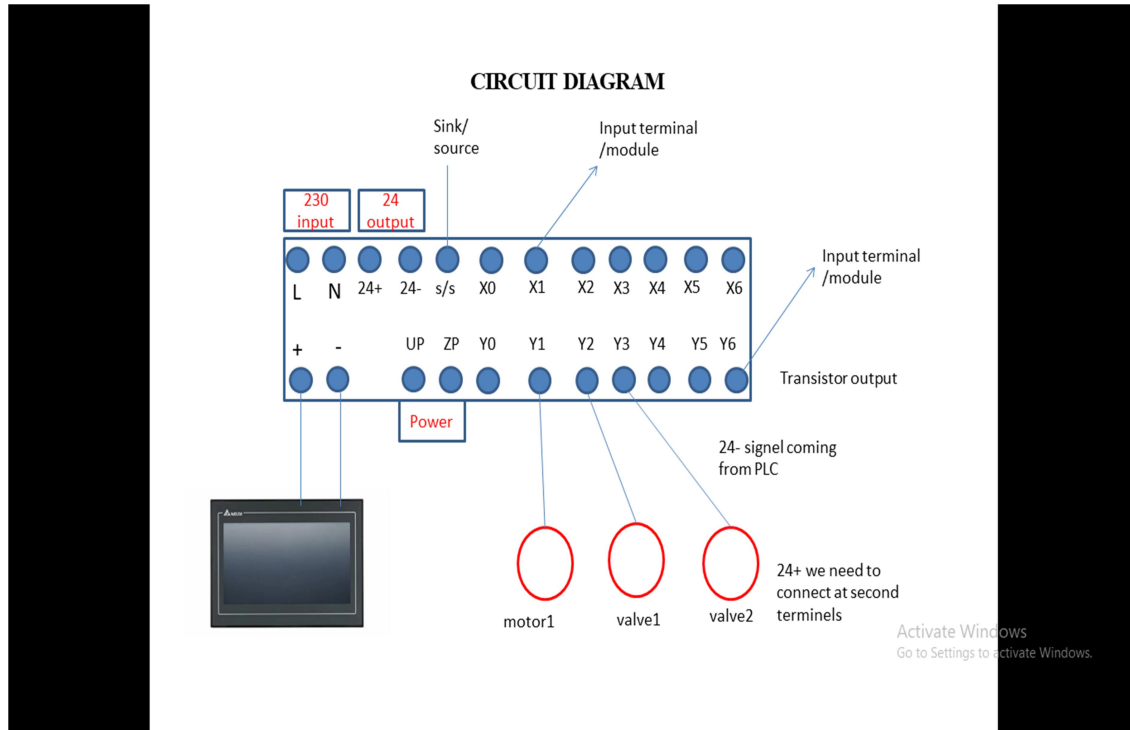 CIRCUIT DIAGRAM
Sink/
source
Input terminal
/module
230
input
24
output
Input terminal
/module
L N 24+ 24- s/s X0 X1 X2 X3 X4 X5 X6
+ - UP ZP Y0 Y1 Y2 Y3 Y4 Y5 Y6
Transistor output
Power
24- signel coming
from PLC
24+ we need to
connect at second
terminels
motor1 valve1 valve2
Activate Windows
Go to Settings to activate Windows.